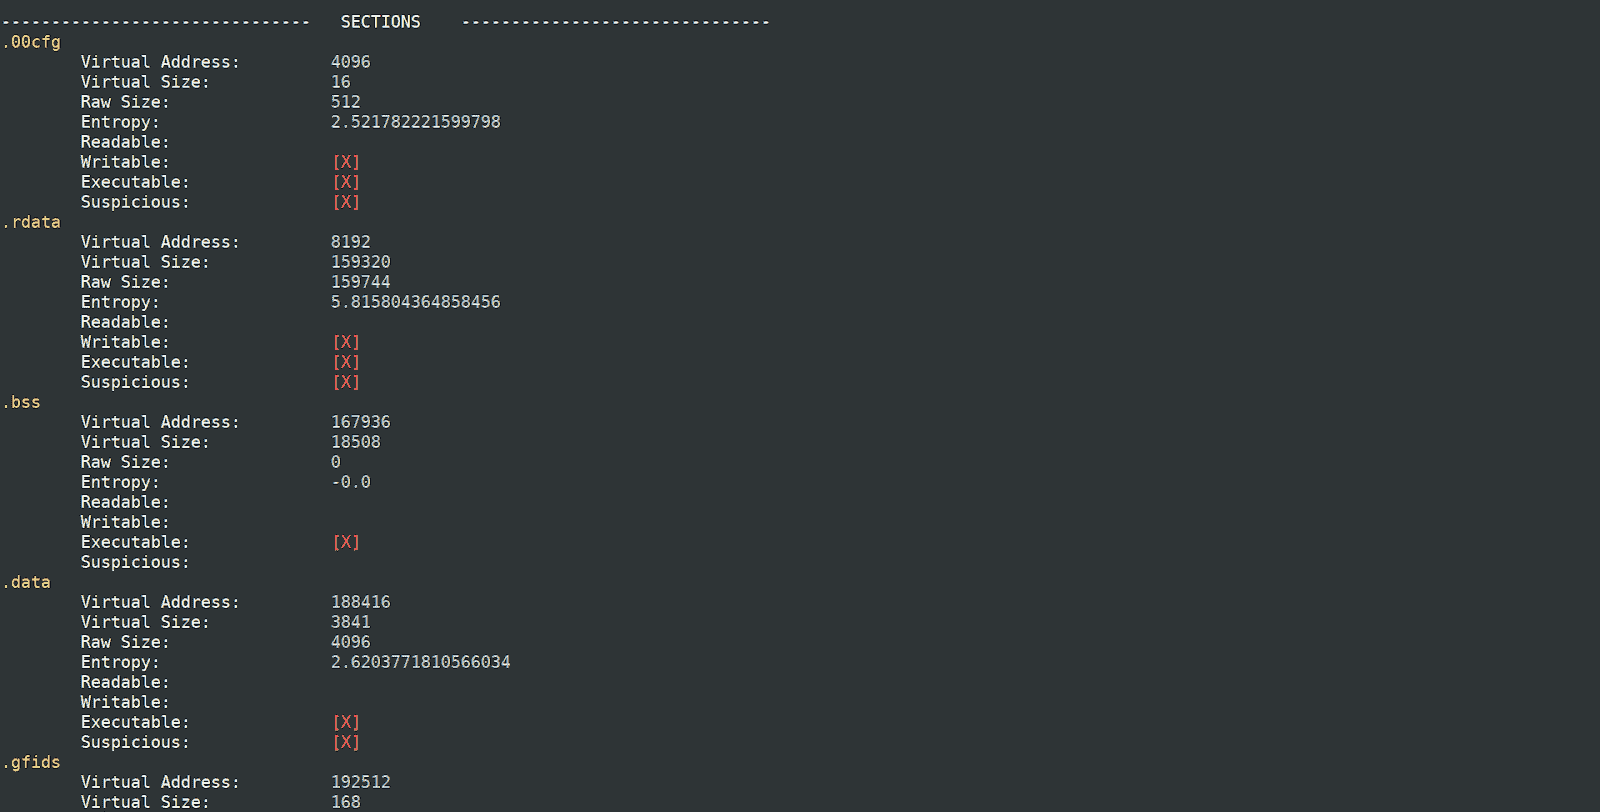 -------------------------------   SECTIONS    -------------------------------
.00cfg
Virtual Address: 4096
Virtual Size: 16
Raw Size: 512
Entropy: 2.521782221599798
Readable:
Writable: [X]
Executable: [X]
Suspicious: [X]
.rdata
Virtual Address: 8192
Virtual Size: 159320
Raw Size: 159744
Entropy: 5.815804364858456
Readable:
Writable: [X]
Executable: [X]
Suspicious: [X]
.bss
Virtual Address: 167936
Virtual Size: 18508
Raw Size: 0
Entropy: -0.0
Readable:
Writable:
Executable: [X]
Suspicious:
.data
Virtual Address: 188416
Virtual Size: 3841
Raw Size: 4096
Entropy: 2.6203771810566034
Readable:
Writable:
Executable: [X]
Suspicious: [X]
.gfids
Virtual Address: 192512
Virtual Size: 168